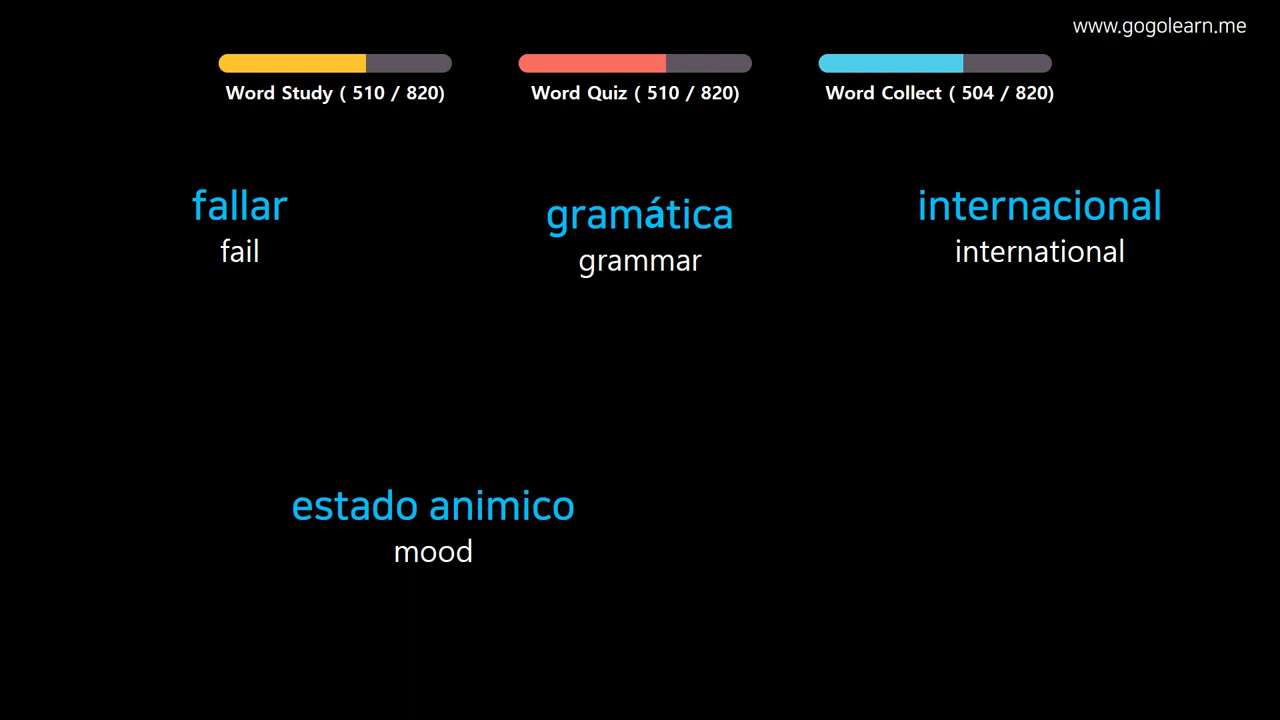 www.gogolearn.me
Word Study ( 510 / 820)
Word Quiz ( 510 / 820)
Word Collect ( 504 / 820)
fallar
fail
gramática
grammar
internacional
international
estado animico
mood